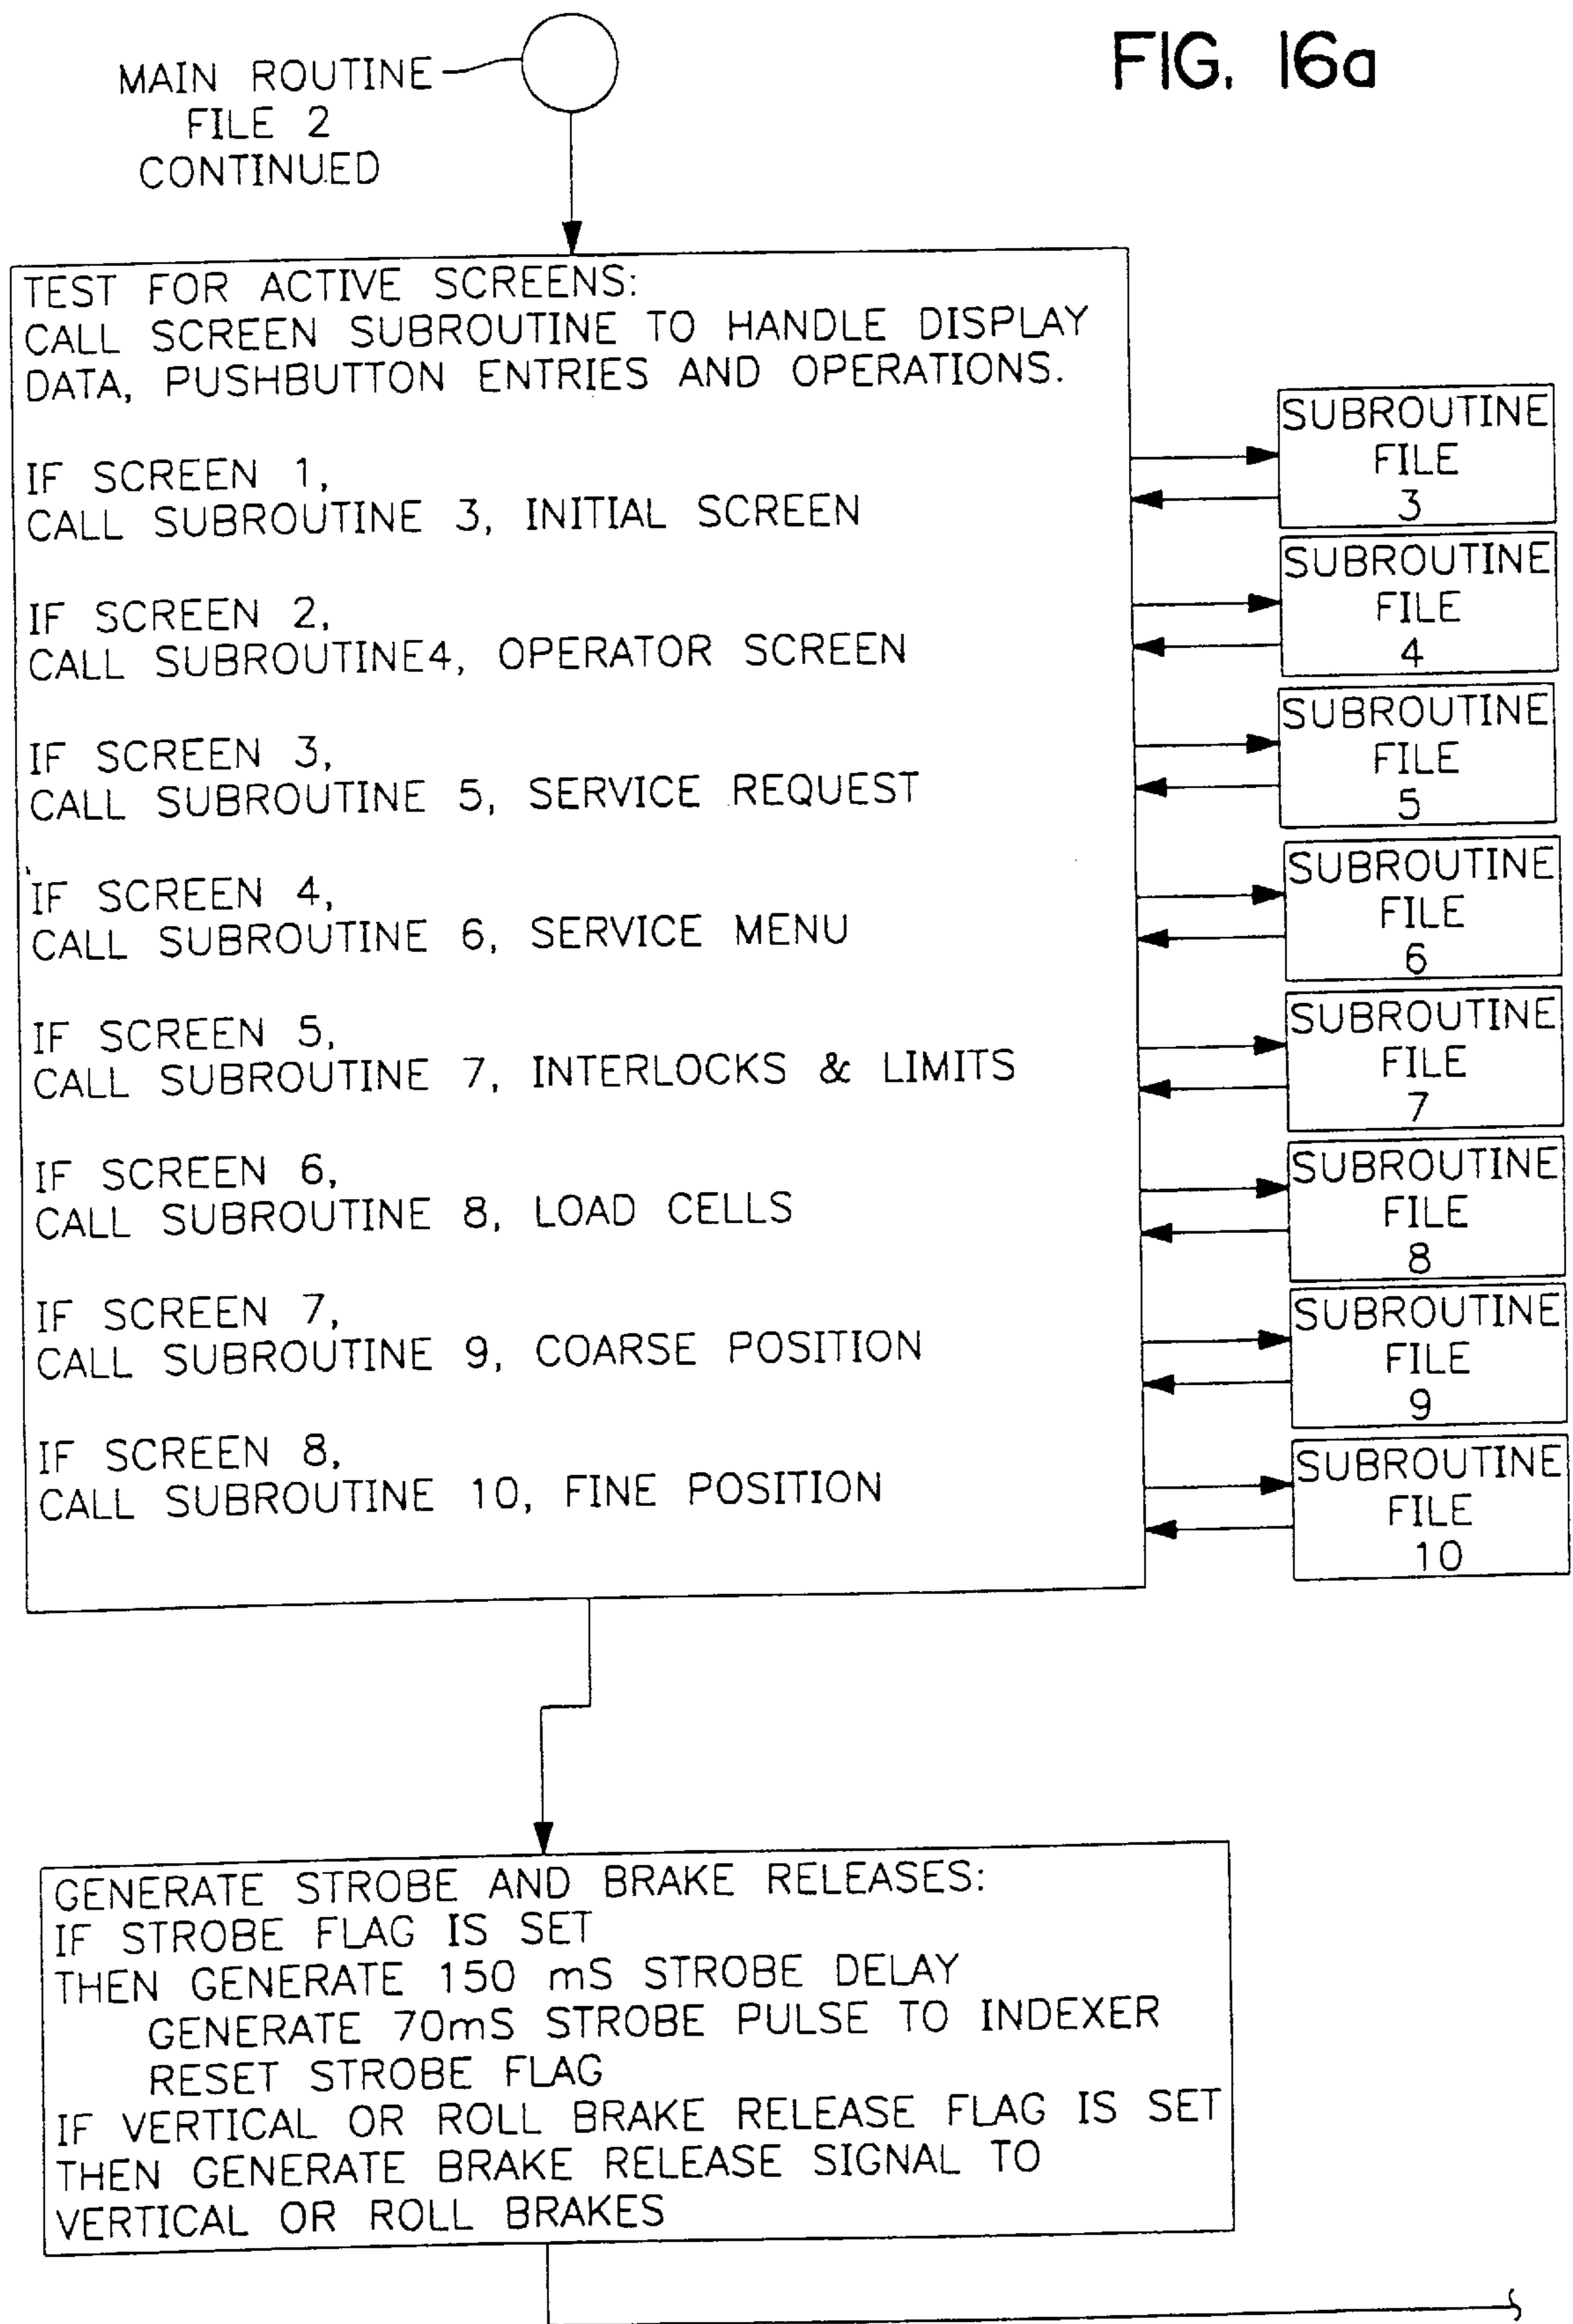 FIG. 16a
MAIN ROUTINE
FILE 2
CONTINUED
TEST FOR ACTIVE SCREENS:
CALL SCREEN SUBROUTINE TO HANDLE DISPLAY
DATA, PUSHBUTTON ENTRIES AND OPERATIONS.
IF SCREEN 1,
CALL SUBROUTINE 3, INITIAL SCREEN
IF SCREEN 2,
CALL SUBROUTINE4, OPERATOR SCREEN
IF SCREEN 3,
CALL SUBROUTINE 5, SERVICE REQUEST
IF SCREEN 4,
CALL SUBROUTINE 6, SERVICE MENU
IF SCREEN 5,
CALL SUBROUTINE 7, INTERLOCKS & LIMITS
IF SCREEN 6,
CALL SUBROUTINE 8, LOAD CELLS
IF SCREEN 7,
CALL SUBROUTINE 9, COARSE POSITION
IF SCREEN 8,
CALL SUBROUTINE 10, FINE POSITION
SUBROUTINE
FILE
3
SUBROUTINE
FILE
4
SUBROUTINE
FILE
5
SUBROUTINE
FILE
6
SUBROUTINE
FILE
7
SUBROUTINE
FILE
8
SUBROUTINE
FILE
9
SUBROUTINE
FILE
10
GENERATE STROBE AND BRAKE RELEASES:
IF STROBE FLAG IS SET
THEN GENERATE 150 mS STROBE DELAY
GENERATE 70mS STROBE PULSE TO INDEXER
RESET STROBE FLAG
IF VERTICAL OR ROLL BRAKE RELEASE FLAG IS SET
THEN GENERATE BRAKE RELEASE SIGNAL TO
VERTICAL OR ROLL BRAKES